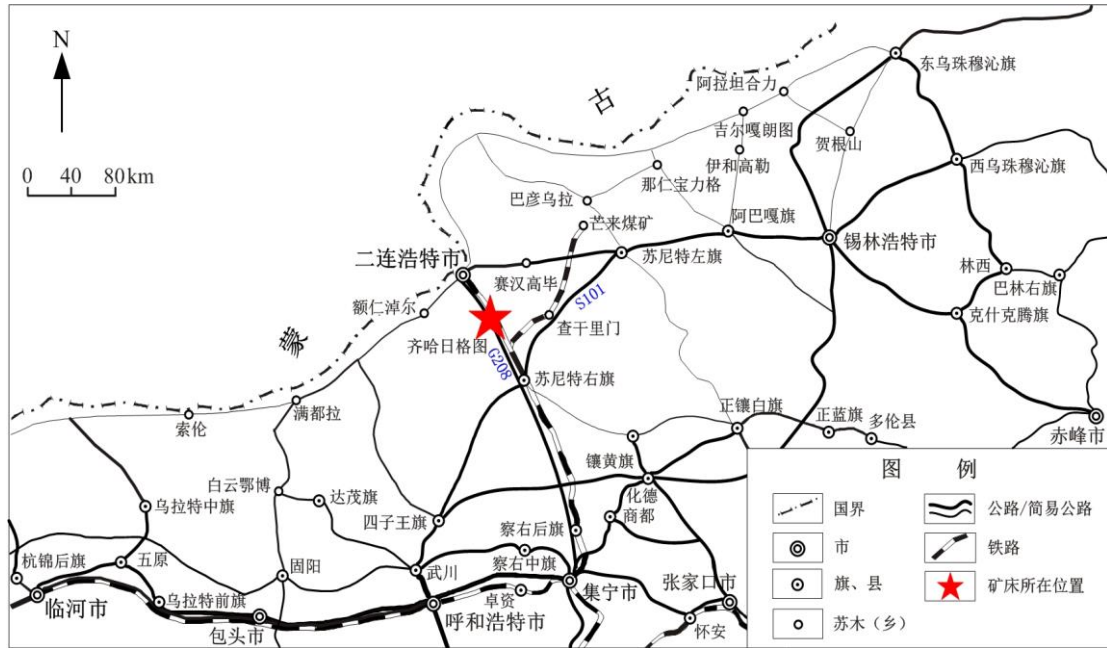 N
0 40 80km
古
蒙
东乌珠穆沁旗
阿拉坦合力
吉尔嘎朗图
贺根山
伊和高勒
西乌珠穆沁旗
那仁宝力格
巴彦乌拉
芒来煤矿
阿巴嘎旗
锡林浩特市
二连浩特市
苏尼特左旗
赛汉高毕
林西
巴林右旗
额仁淖尔
S101
查干里门
克什克腾旗
齐哈日格图
G208
苏尼特右旗
满都拉
索伦
正镶白旗
正蓝旗
多伦县
赤峰市
镶黄旗
白云鄂博
达茂旗
乌拉特中旗
四子王旗
化德
商都
察右后旗
杭锦后旗
五原
固阳
武川
察右中旗
集宁市
张家口市
临河市
乌拉特前旗
包头市
呼和浩特市
卓资
怀安
图 例
国界
公路/简易公路
市
铁路
旗、县
矿床所在位置
苏木（乡）